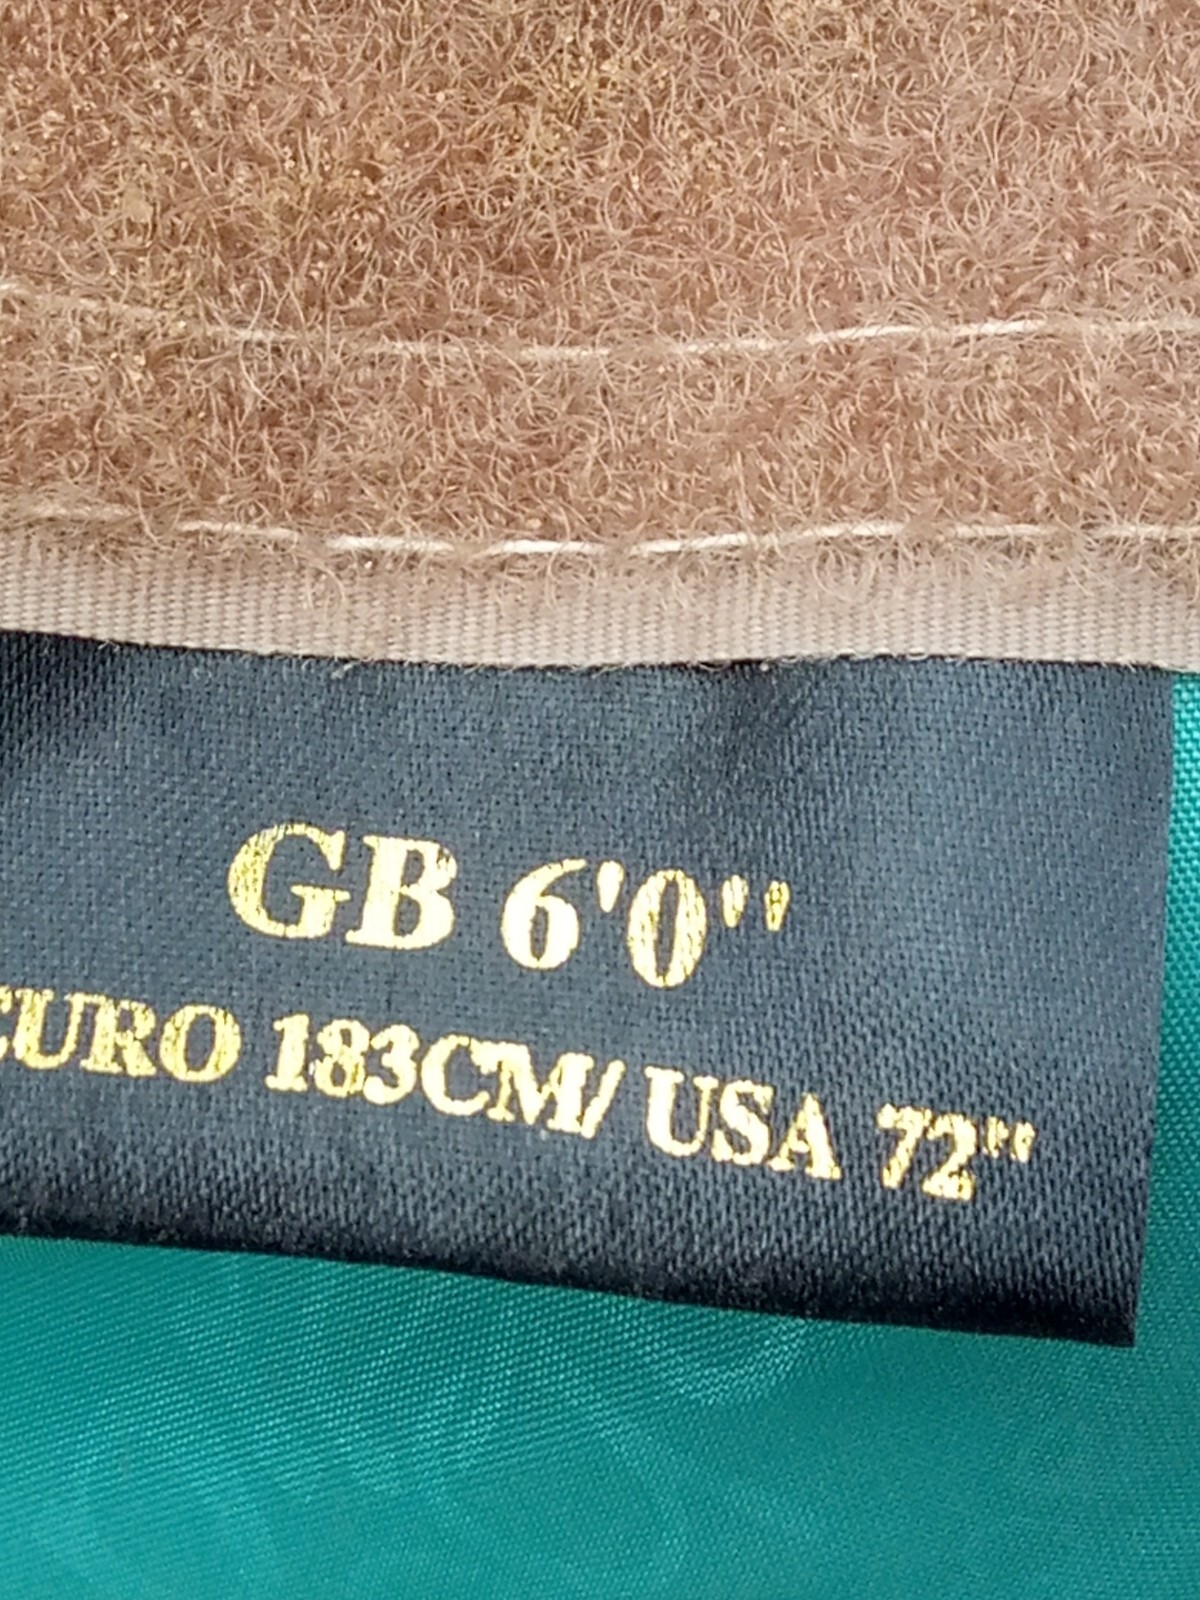 GB 6'0''
EURO 183CM/ USA 72"